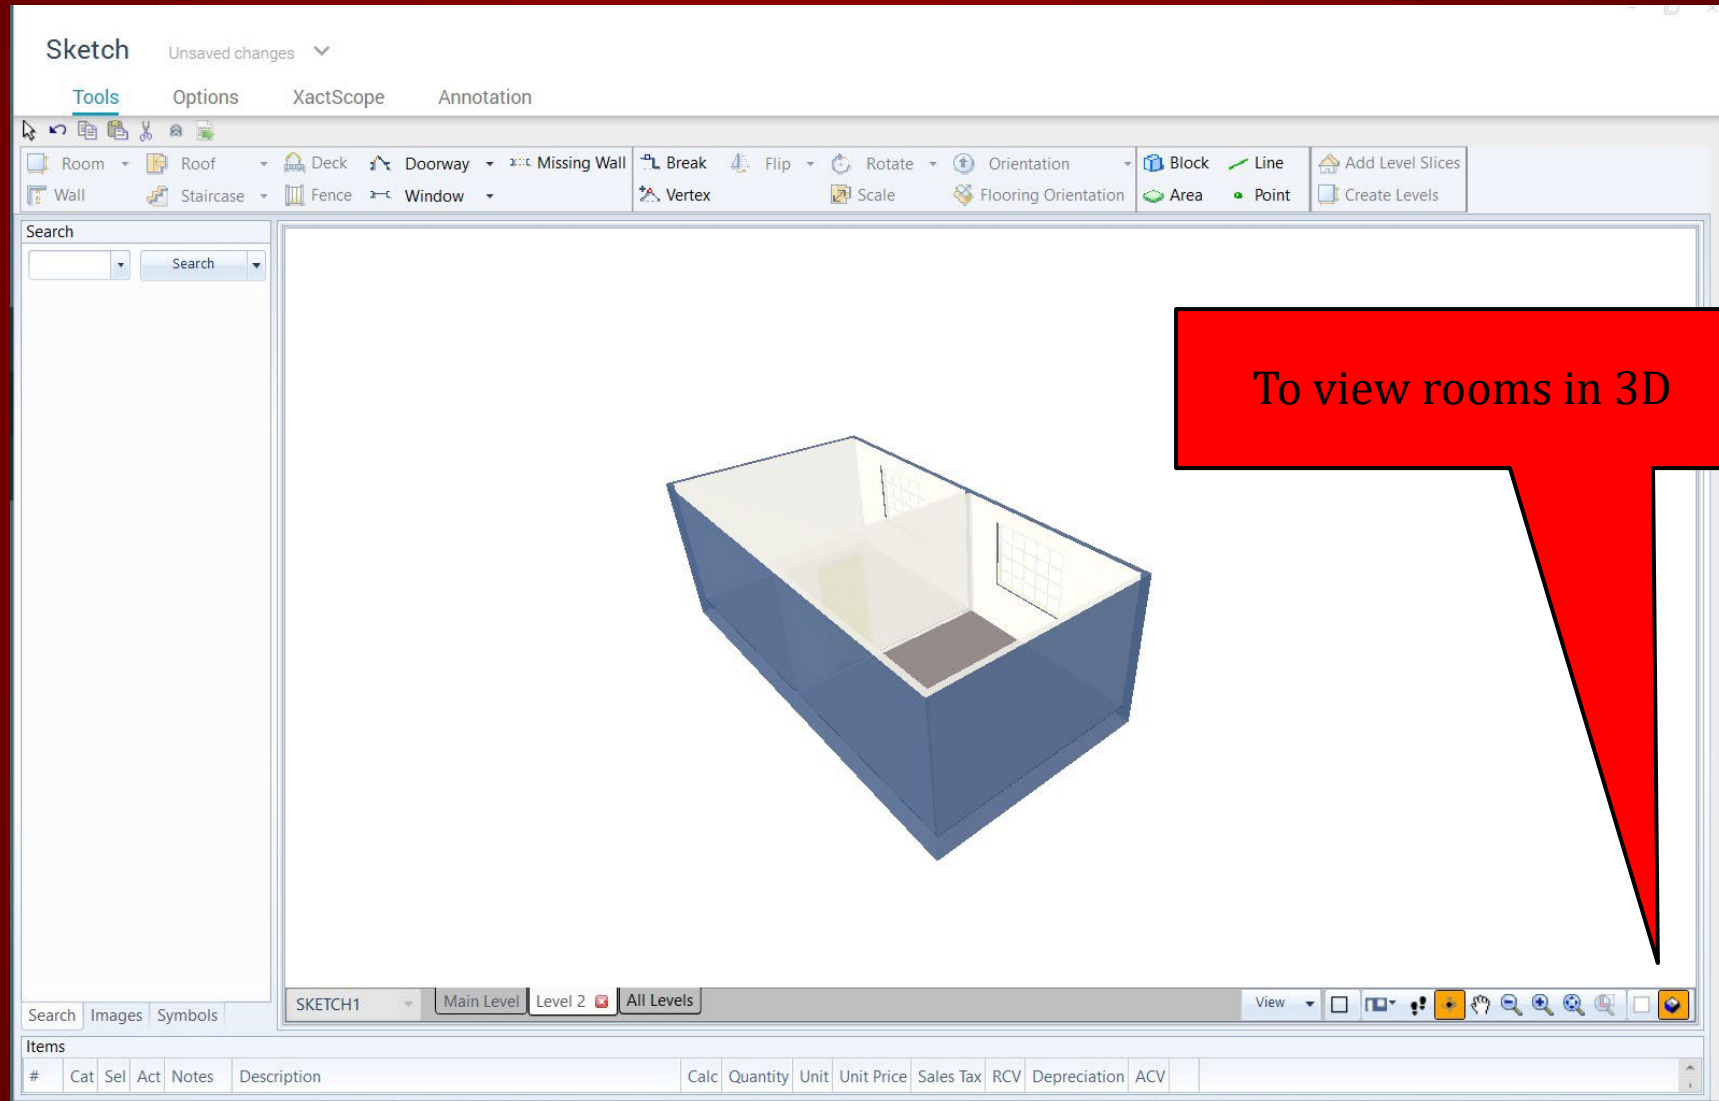 Sketch Unsaved changes
Tools Options XactScope Annotation
Room Roof Deck Doorway Missing Wall Break Flip Rotate Orientation Block Line Add Level Slices
Wall Staircase Fence Window Vertex Scale Flooring Orientation Area Point Create Levels
Search
Search
To view rooms in 3D
SKETCH1 Main Level Level 2 All Levels View
Search Images Symbols
Items
# Cat Sel Act Notes Description Calc Quantity Unit Unit Price Sales Tax RCV Depreciation ACV